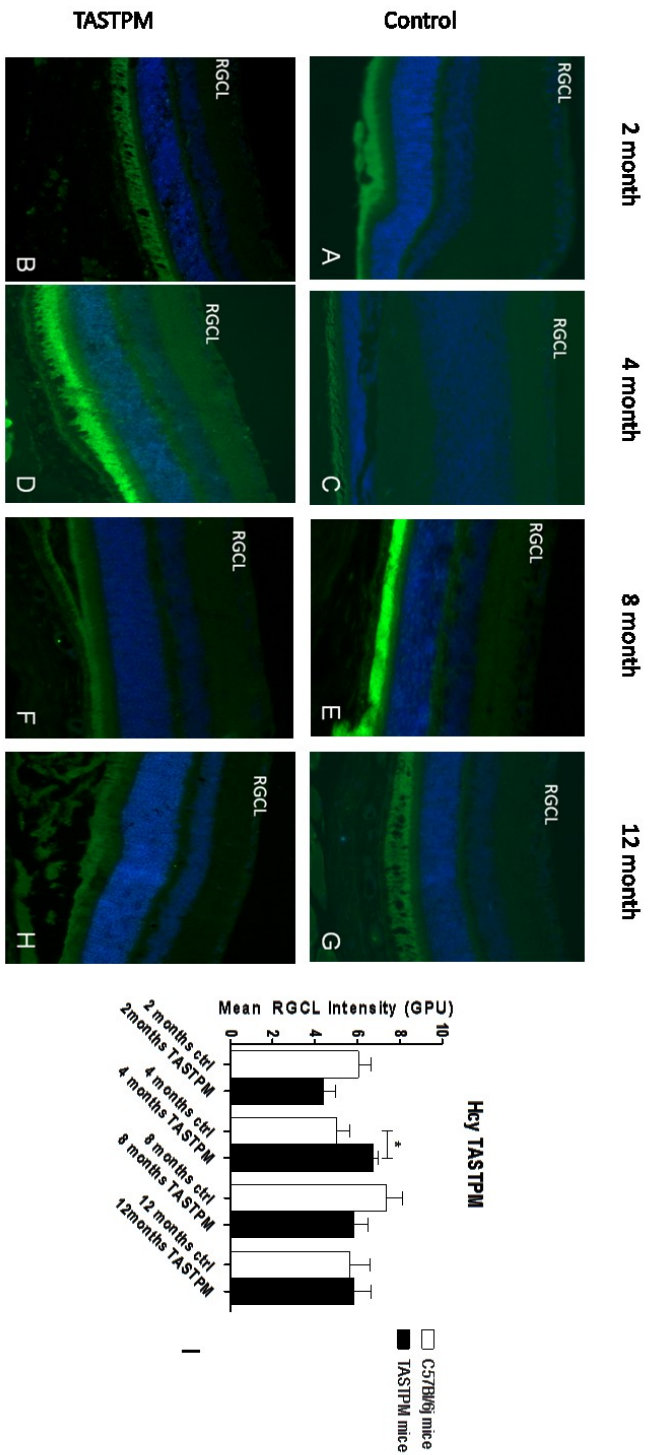 2 month
4 month
8 month
12 month
Control
RGCL
A
RGCL
C
RGCL
E
RGCL
G
TASTPM
RGCL
B
RGCL
D
RGCL
F
RGCL
H
Hcy TASTPM
C57Bl/6j mice
TASTPM mice
Mean RGCL Intensity (GPU)
10
8
6
4
2
0
*
2 months ctrl
2months TASTPM
4 months ctrl
4 months TASTPM
8 months ctrl
8 months TASTPM
12 months ctrl
12months TASTPM
I